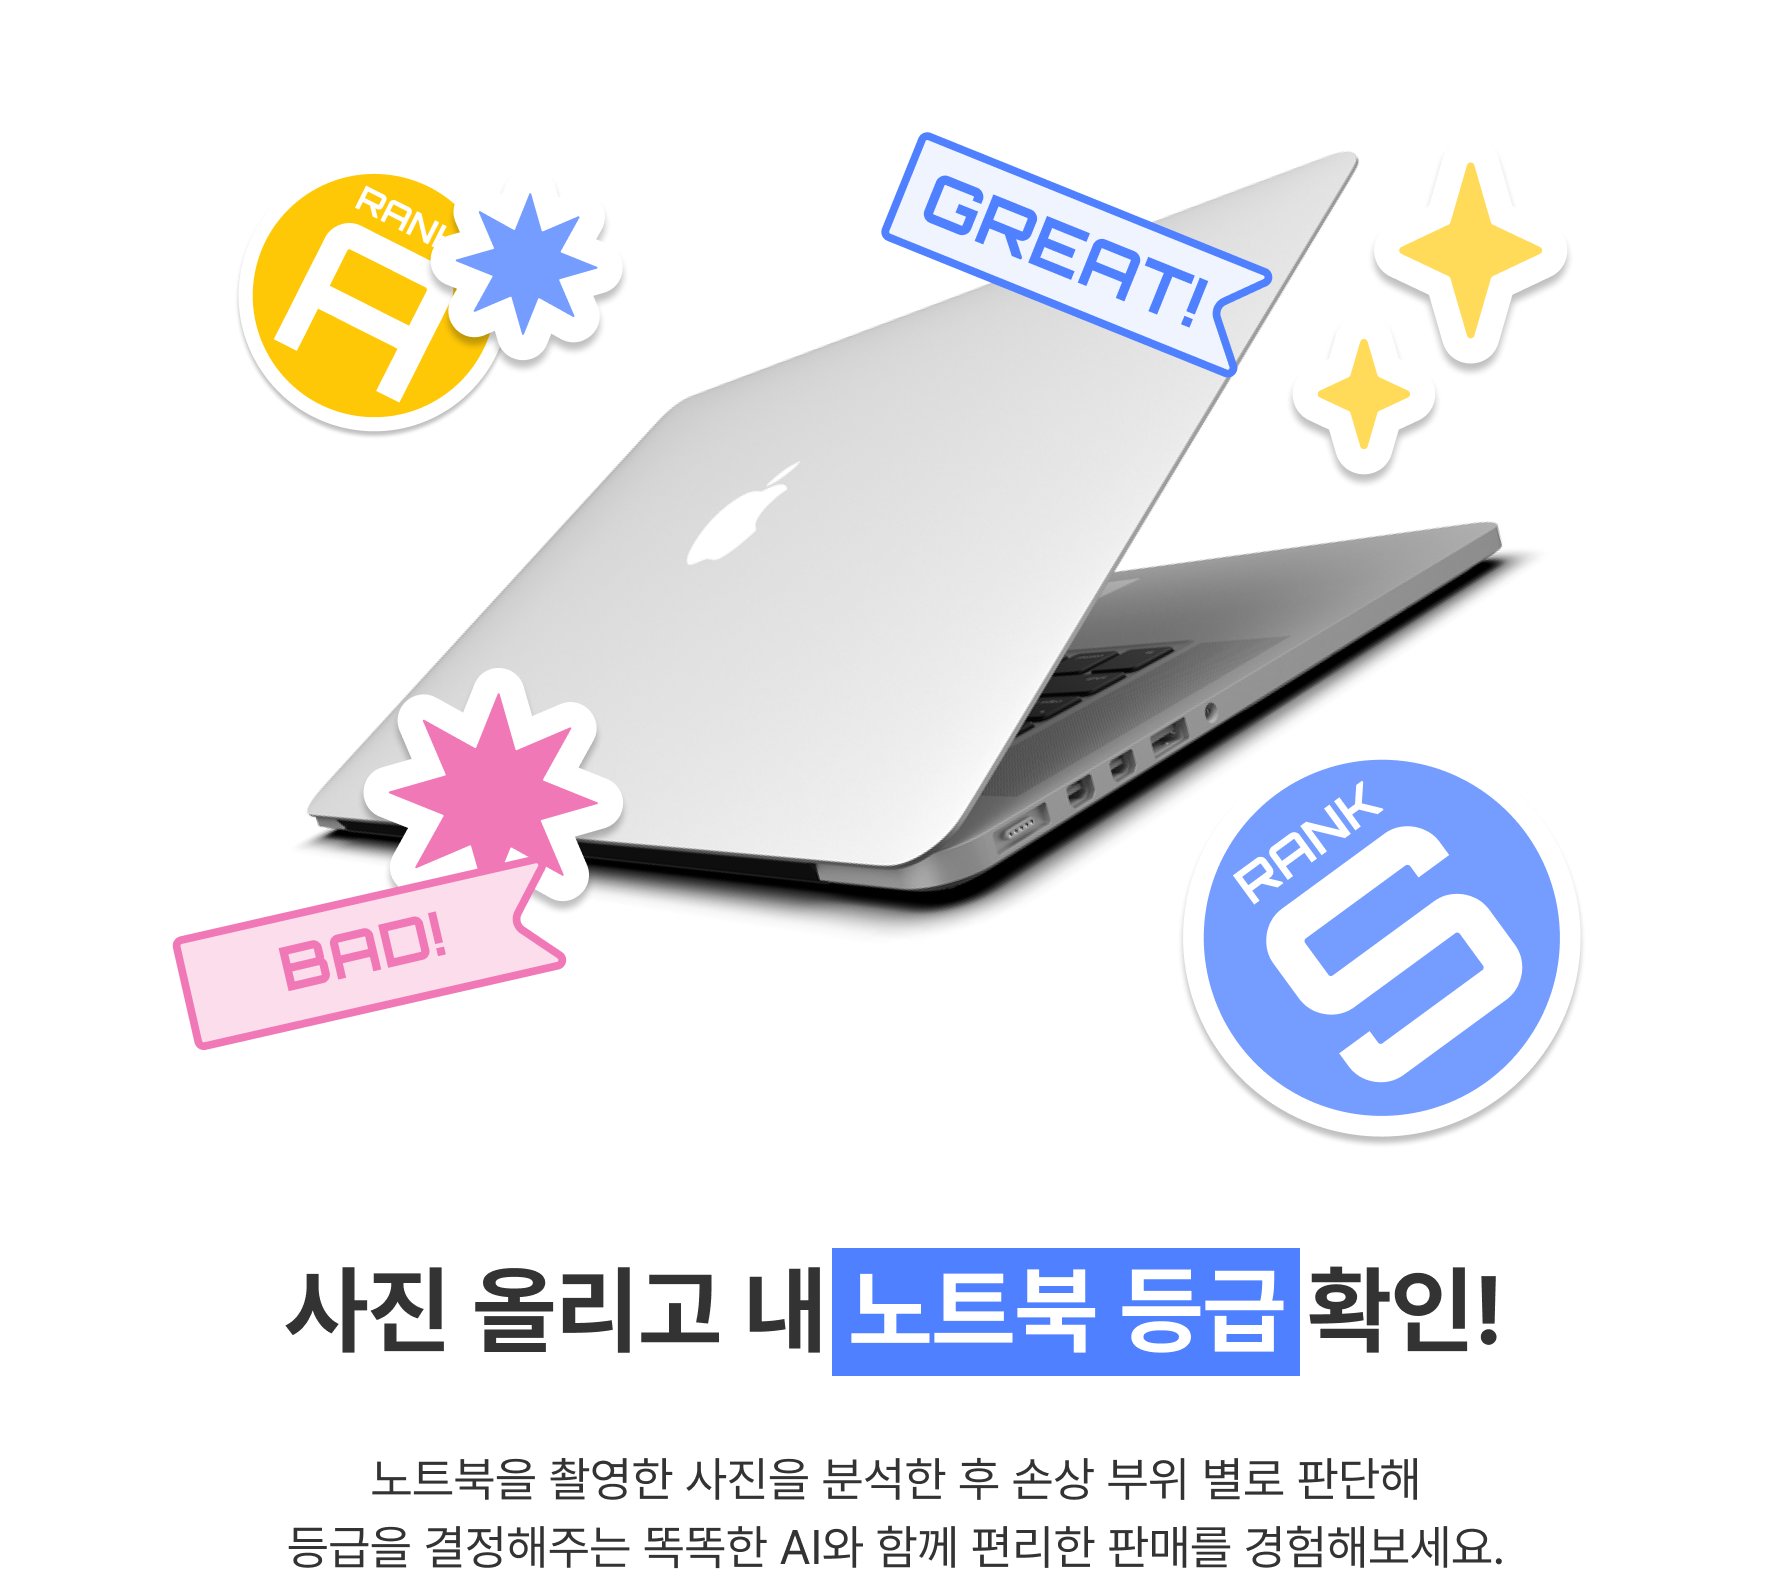 GREAT!
RANK
A
BAD!
RANK
S
사진 올리고 내 노트북 등급 확인!
노트북을 촬영한 사진을 분석한 후 손상 부위 별로 판단해
등급을 결정해주는 똑똑한 AI와 함께 편리한 판매를 경험해보세요.